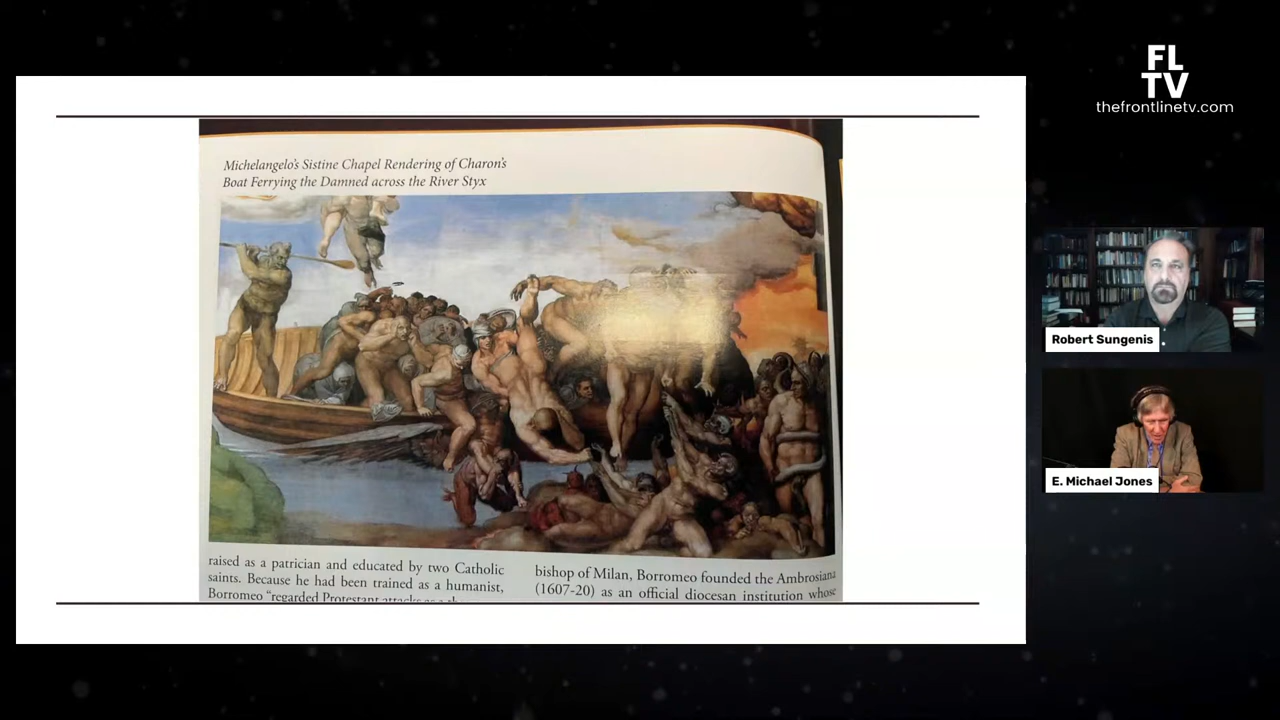 FL
TV
thefrontlinetv.com
Michelangelo's Sistine Chapel Rendering of Charon's
Boat Ferrying the Damned across the River Styx
raised as a patrician and educated by two Catholic
saints. Because he had been trained as a humanist,
Borromeo "regarded Protestant attacks
bishop of Milan, Borromeo founded the Ambrosiana
(1607-20) as an official diocesan institution whose
Robert Sungenis
E. Michael Jones